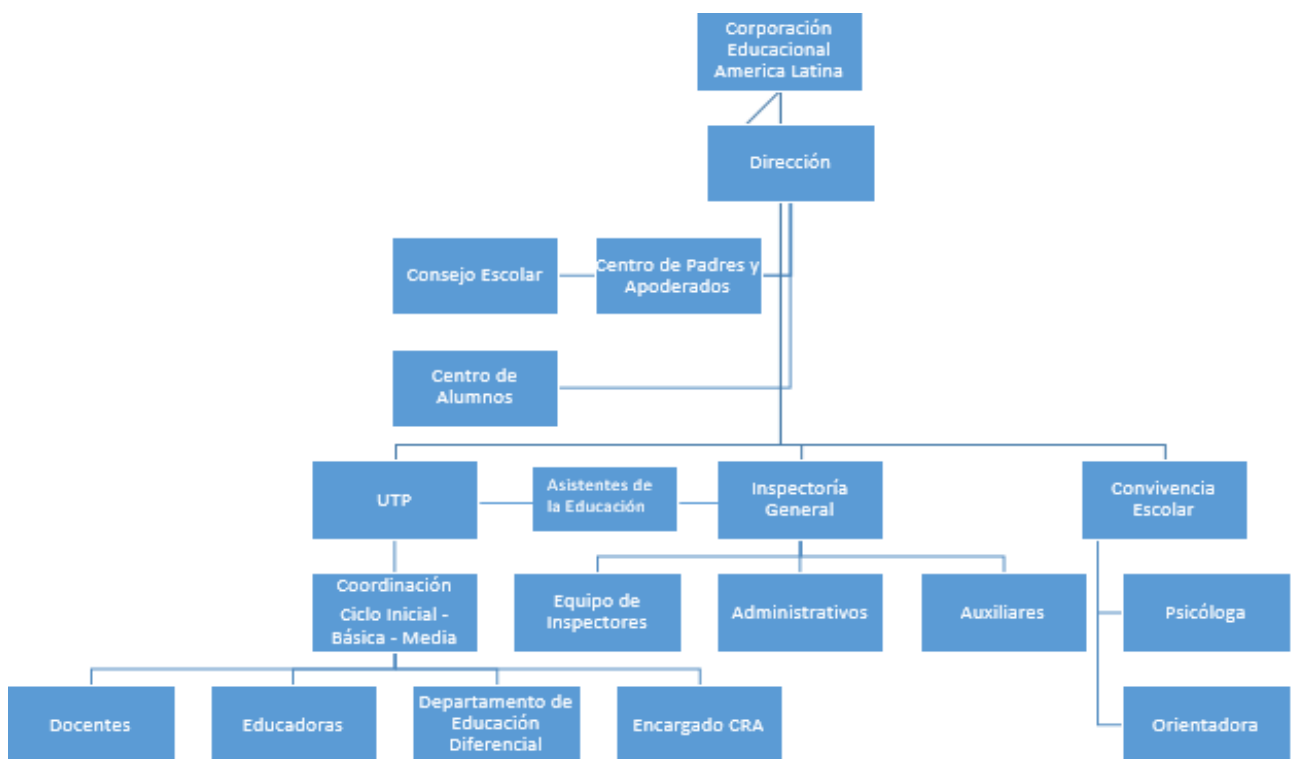 Corporación
Educacional
America Latina
Dirección
Consejo Escolar
Centro de Padres y
Apoderados
Centro de
Alumnos
UTP
Asistentes de
la Educación
Inspectoría
General
Convivencia
Escolar
Coordinación
Ciclo Inicial -
Básica - Media
Equipo de
Inspectores
Administrativos
Auxiliares
Psicóloga
Docentes
Educadoras
Departamento de
Educación
Diferencial
Encargado CRA
Orientadora